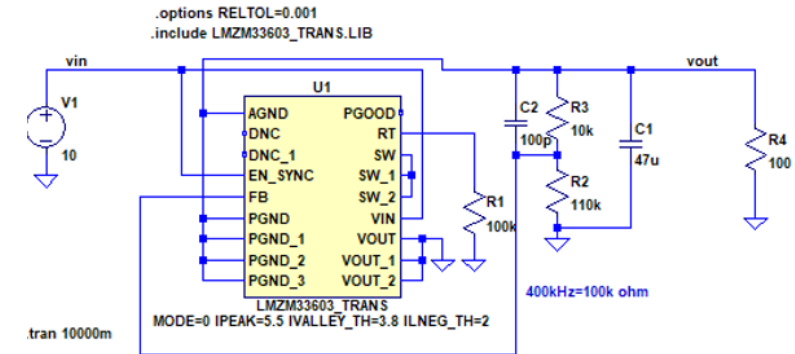 .options RELTOL=0.001
.include LMZM33603_TRANS.LIB
vin
vout
U1
V1
10
AGND
DNC
DNC_1
EN_SYNC
FB
PGND
PGND_1
PGND_2
PGND_3
PGOOD
RT
SW
SW_1
SW_2
VIN
VOUT
VOUT_1
VOUT_2
R1
100k
C2
100p
R3
10k
R2
110k
C1
47u
R4
100
400kHz=100k ohm
LMZM33603_TRANS
MODE=0 IPEAK=5.5 IVALLEY_TH=3.8 ILNEG_TH=2
.tran 10000m